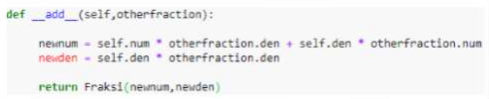 def __add__(self,otherfraction):
newnum = self.num * otherfraction.den + self.den * otherfraction.num
newden = self.den * otherfraction.den
return Fraksi(newnum,newden)